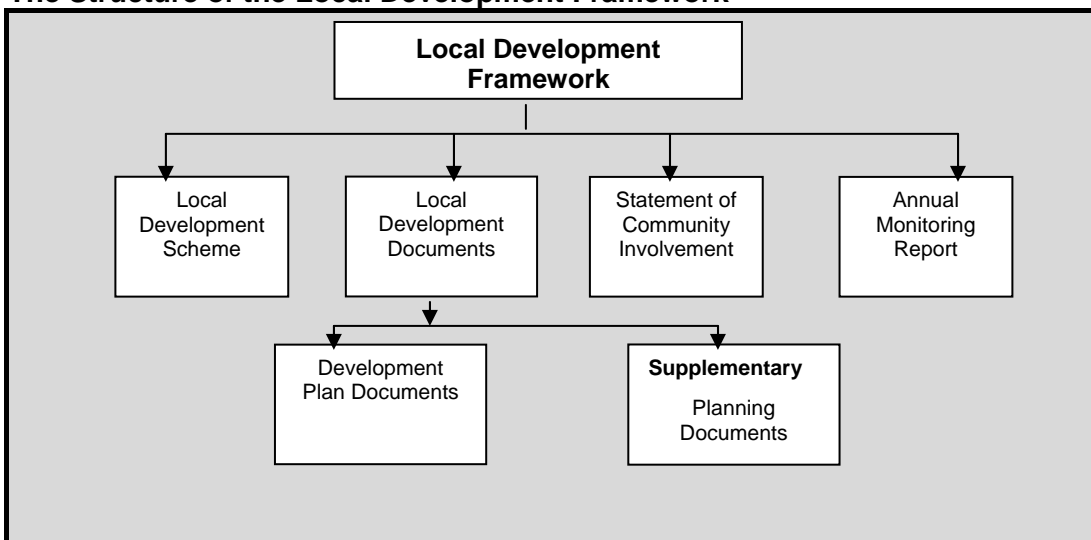 The Structure of the Local Development Framework
Local Development
Framework
Local
Development
Scheme
Local
Development
Documents
Statement of
Community
Involvement
Annual
Monitoring
Report
Development
Plan Documents
Supplementary
Planning
Documents